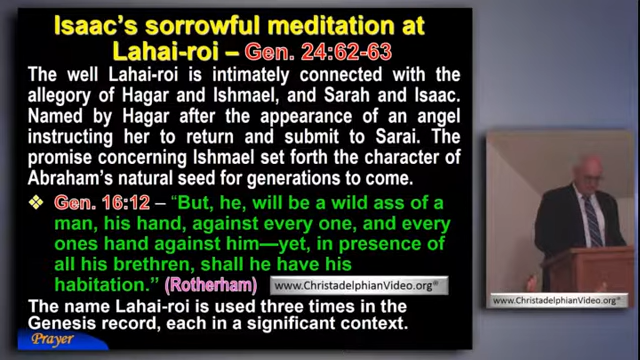 Isaac's sorrowful meditation at
Lahai-roi – Gen. 24:62-63
The well Lahai-roi is intimately connected with the
allegory of Hagar and Ishmael, and Sarah and Isaac.
Named by Hagar after the appearance of an angel
instructing her to return and submit to Sarai. The
promise concerning Ishmael set forth the character of
Abraham's natural seed for generations to come.
❖ Gen. 16:12 – "But, he, will be a wild ass of a
man, his hand, against every one, and every
ones hand against him—yet, in presence of
all his brethren, shall he have his
habitation." (Rotherham)
www.ChristadelphianVideo.org®
The name Lahai-roi is used three times in the
Genesis record, each in a significant context.
Prayer
www.ChristadelphianVideo.org®